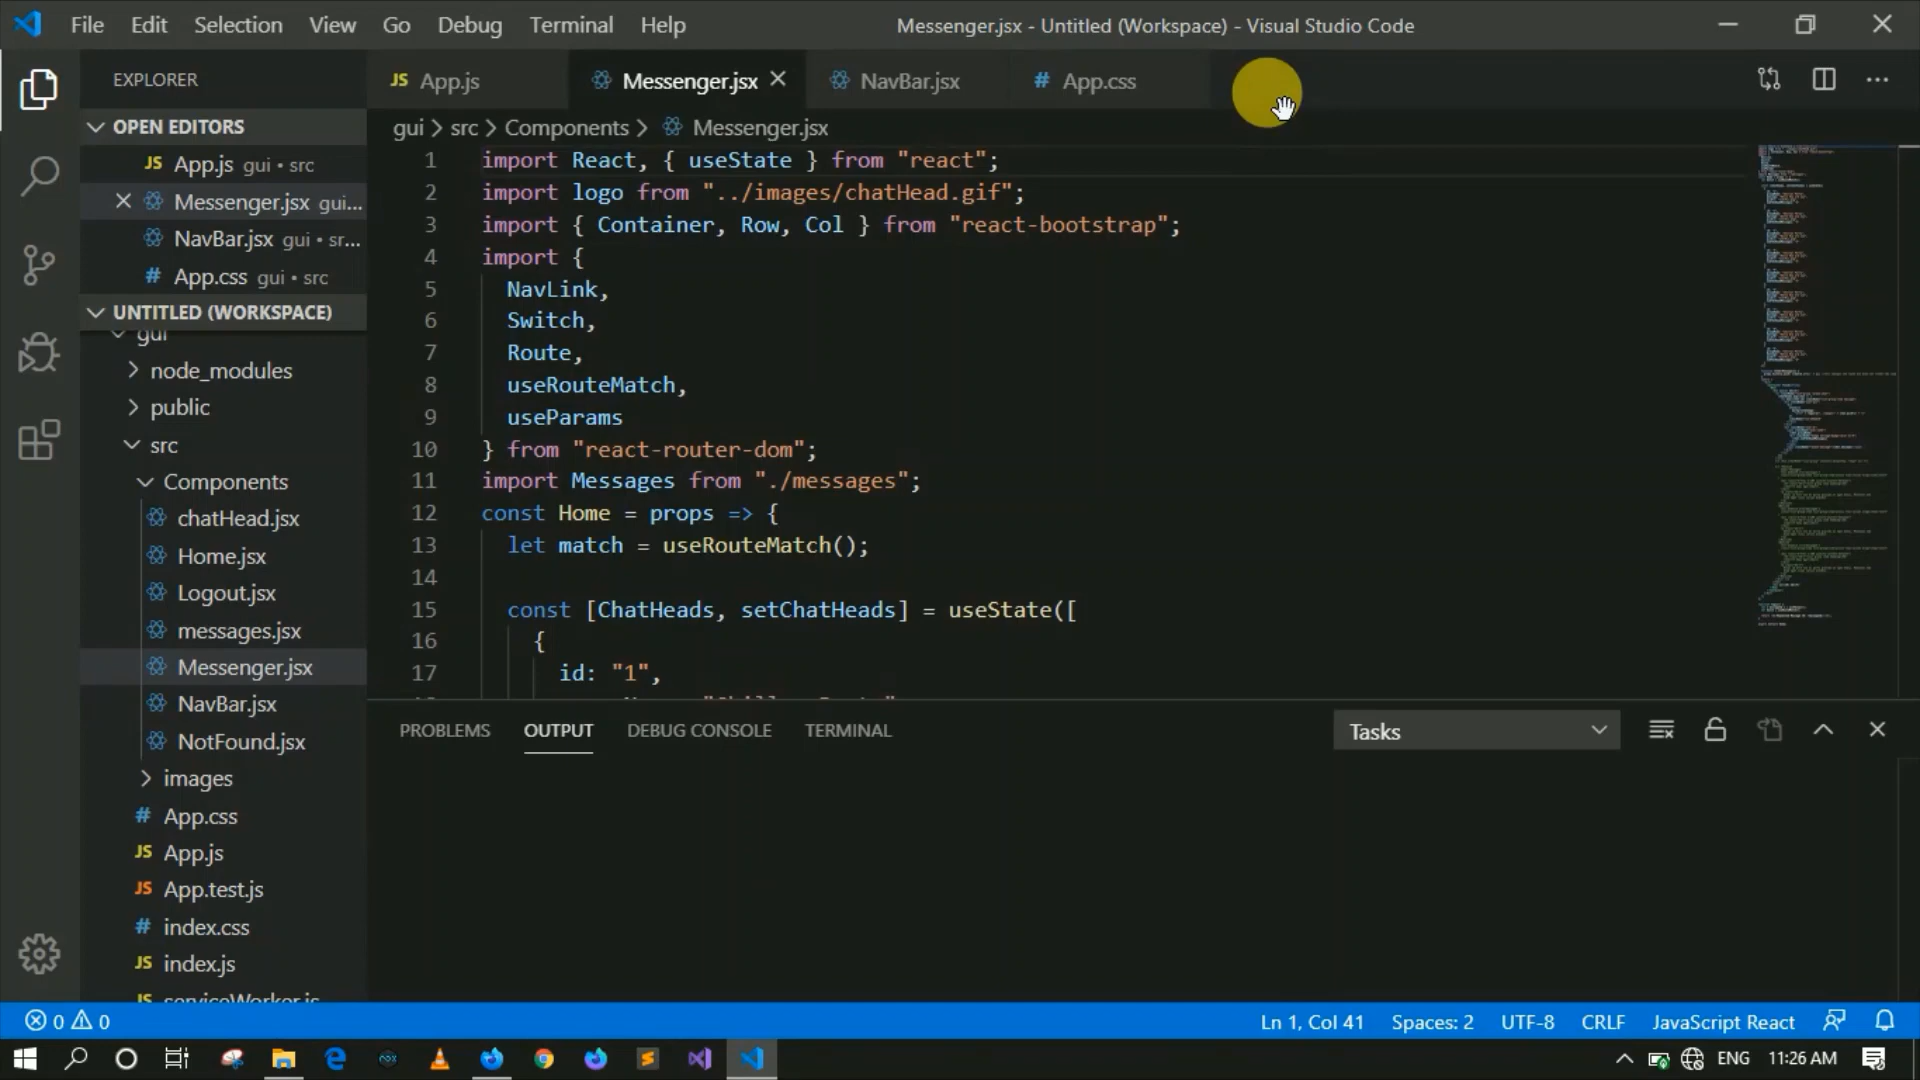 File Edit Selection View Go Debug Terminal Help
Messenger.jsx - Untitled (Workspace) - Visual Studio Code
EXPLORER
OPEN EDITORS
JS App.js gui • src
Messenger.jsx gui...
NavBar.jsx gui • sr...
# App.css gui • src
UNTITLED (WORKSPACE)
gui
node_modules
public
src
Components
chatHead.jsx
Home.jsx
Logout.jsx
messages.jsx
Messenger.jsx
NavBar.jsx
NotFound.jsx
images
# App.css
JS App.js
JS App.test.js
# index.css
JS index.js
JS serviceWorker.js
JS App.js
Messenger.jsx
NavBar.jsx
# App.css
gui > src > Components > Messenger.jsx
1 import React, { useState } from "react";
2 import logo from "../images/chatHead.gif";
3 import { Container, Row, Col } from "react-bootstrap";
4 import {
5 NavLink,
6 Switch,
7 Route,
8 useRouteMatch,
9 useParams
10 } from "react-router-dom";
11 import Messages from "./messages";
12 const Home = props => {
13 let match = useRouteMatch();
14
15 const [ChatHeads, setChatHeads] = useState([
16 {
17 id: "1",
PROBLEMS OUTPUT DEBUG CONSOLE TERMINAL
Tasks
0 0
Ln 1, Col 41 Spaces: 2 UTF-8 CRLF JavaScript React
ENG 11:26 AM